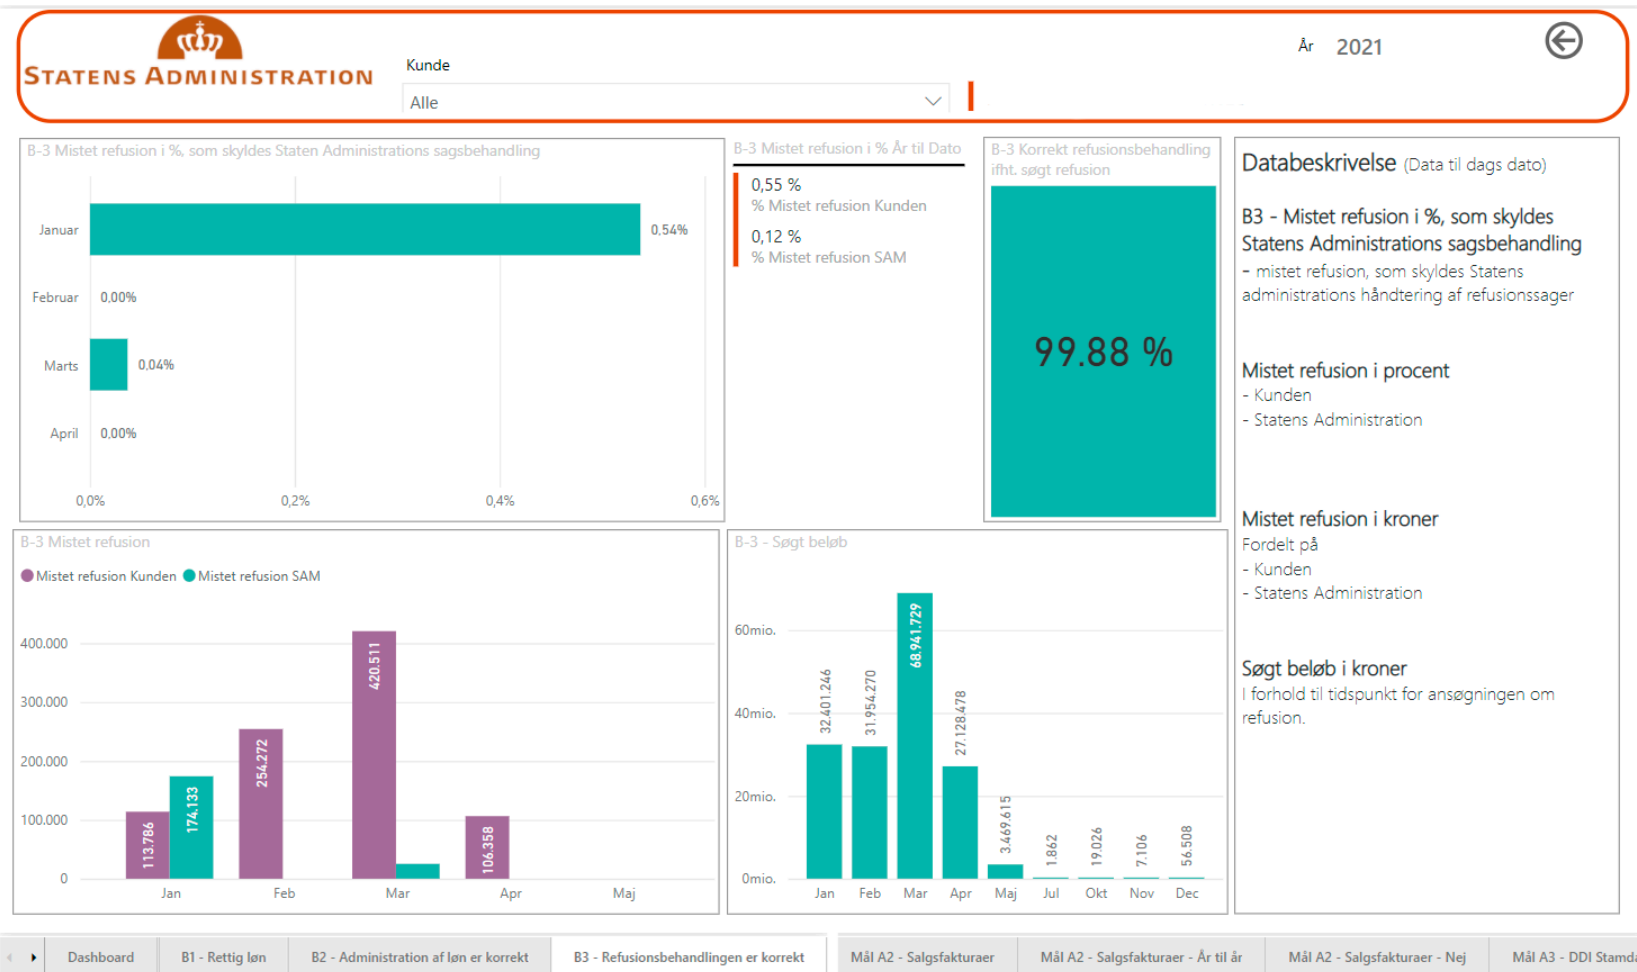 STATENS ADMINISTRATION
Kunde
Alle
År 2021
B-3 Mistet refusion i %, som skyldes Staten Administrations sagsbehandling
Januar 0,54%
Februar 0,00%
Marts 0,04%
April 0,00%
0,0% 0,2% 0,4% 0,6%
B-3 Mistet refusion i % År til Dato
0,55 %
% Mistet refusion Kunden
0,12 %
% Mistet refusion SAM
B-3 Korrekt refusionsbehandling
ifht. søgt refusion
99.88 %
Databeskrivelse (Data til dags dato)
B3 - Mistet refusion i %, som skyldes
Statens Administrations sagsbehandling
- mistet refusion, som skyldes Statens
administrations håndtering af refusionssager
Mistet refusion i procent
- Kunden
- Statens Administration
Mistet refusion i kroner
Fordelt på
- Kunden
- Statens Administration
Søgt beløb i kroner
I forhold til tidspunkt for ansøgningen om
refusion.
B-3 Mistet refusion
Mistet refusion Kunden Mistet refusion SAM
400.000
300.000
200.000
100.000
0
113.786
174.133
254.272
420.511
106.358
Jan Feb Mar Apr Maj
B-3 - Søgt beløb
60mio.
40mio.
20mio.
0mio.
32.401.246
31.954.270
68.941.729
27.128.478
3.469.615
1.862
19.026
7.106
56.508
Jan Feb Mar Apr Maj Jul Okt Nov Dec
Dashboard B1 - Rettig løn B2 - Administration af løn er korrekt B3 - Refusionsbehandlingen er korrekt Mål A2 - Salgsfakturaer Mål A2 - Salgsfakturaer - År til år Mål A2 - Salgsfakturaer - Nej Mål A3 - DDI Stamda